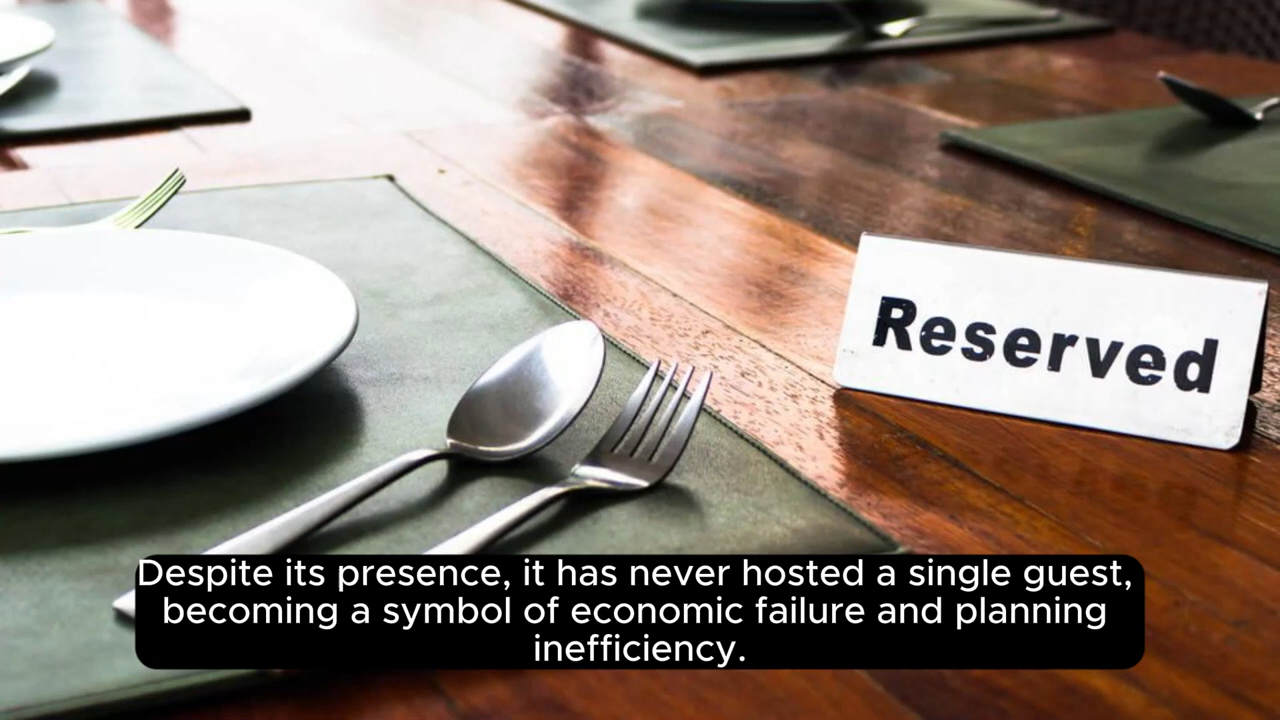 Reserved
Despite its presence, it has never hosted a single guest,
becoming a symbol of economic failure and planning
inefficiency.